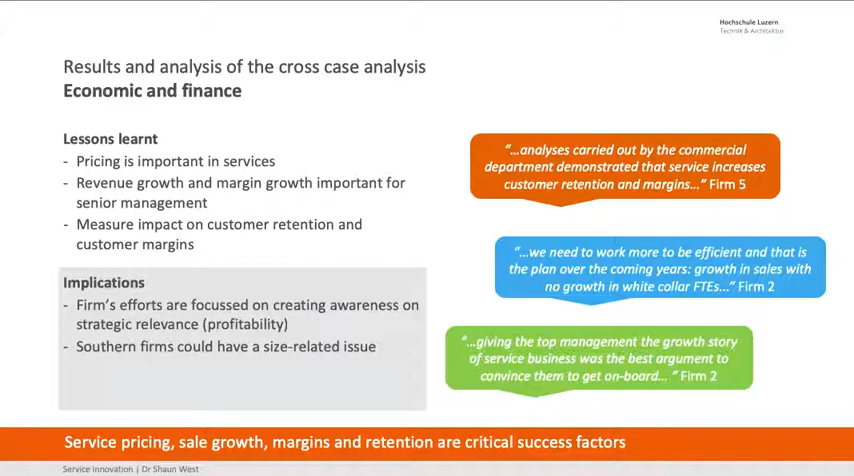 Hochschule Luzern
Technik & Architektur
Results and analysis of the cross case analysis
Economic and finance
Lessons learnt
- Pricing is important in services
- Revenue growth and margin growth important for
senior management
- Measure impact on customer retention and
customer margins
Implications
- Firm's efforts are focussed on creating awareness on
strategic relevance (profitability)
- Southern firms could have a size-related issue
"...analyses carried out by the commercial
department demonstrated that service increases
customer retention and margins..." Firm 5
"...we need to work more to be efficient and that is
the plan over the coming years: growth in sales with
no growth in white collar FTEs..." Firm 2
"...giving the top management the growth story
of service business was the best argument to
convince them to get on-board... " Firm 2
Service pricing, sale growth, margins and retention are critical success factors
Service Innovation | Dr Shaun West